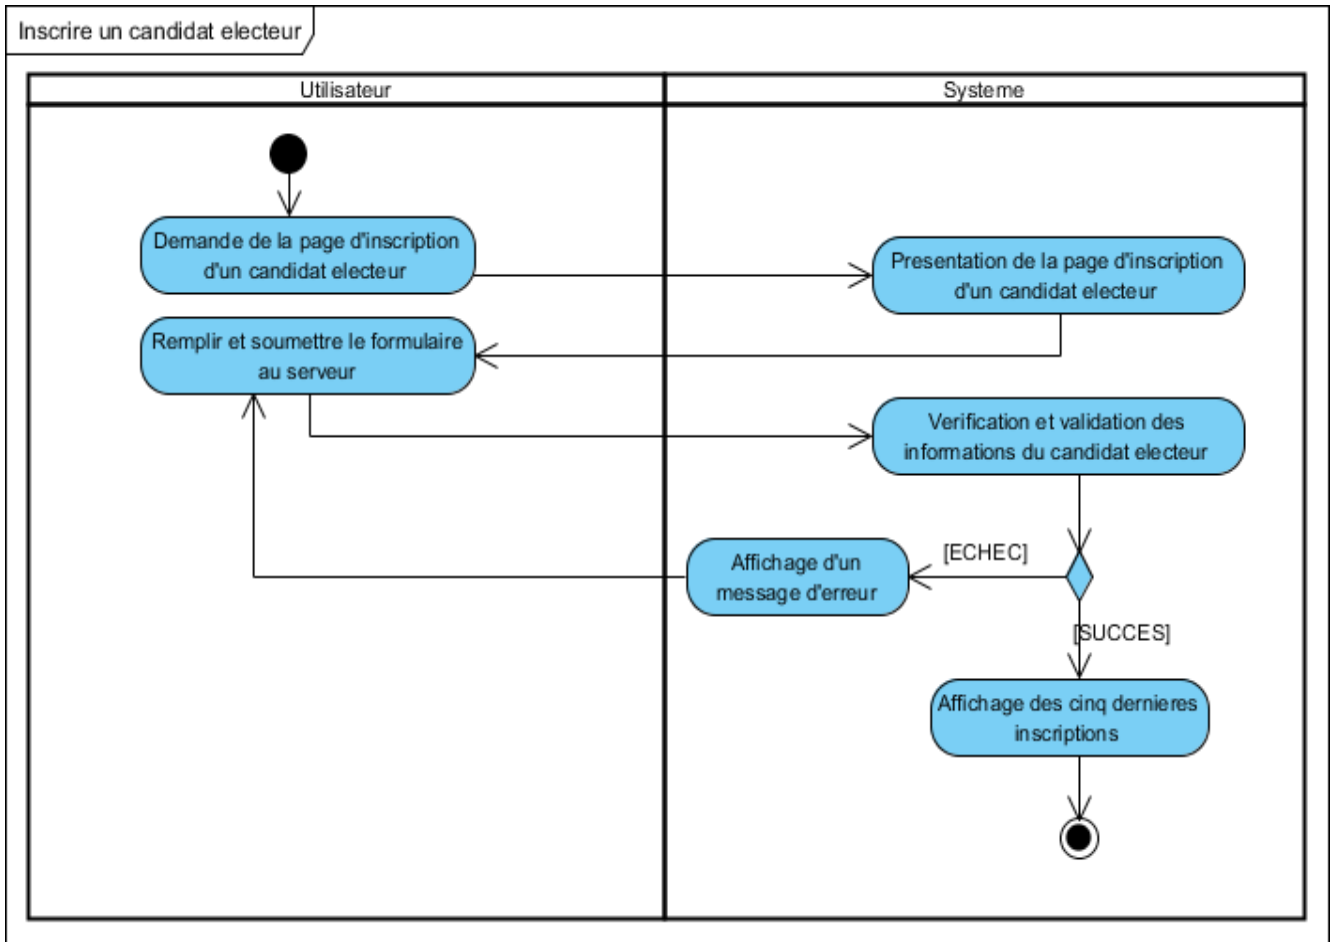 Inscrire un candidat electeur
Utilisateur
Systeme
Demande de la page d'inscription
d'un candidat electeur
Presentation de la page d'inscription
d'un candidat electeur
Remplir et soumettre le formulaire
au serveur
Verification et validation des
informations du candidat electeur
[ECHEC]
Affichage d'un
message d'erreur
[SUCCES]
Affichage des cinq dernieres
inscriptions